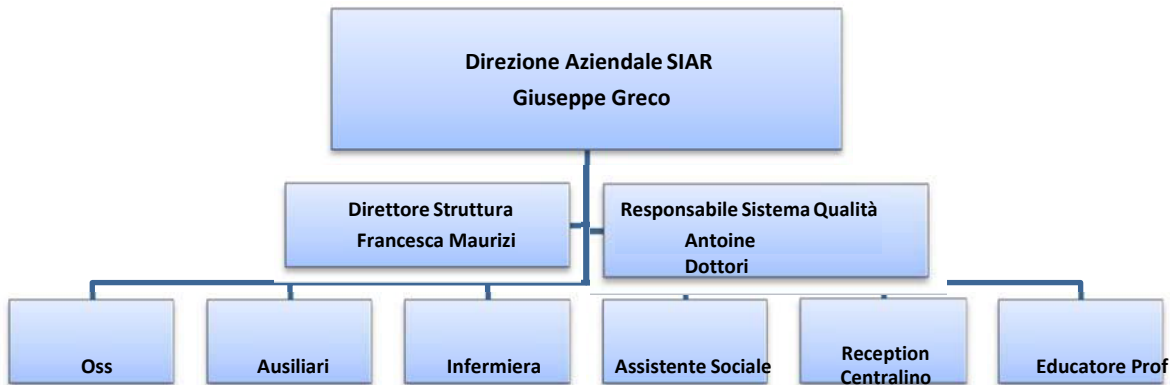 Direzione Aziendale SIAR
Giuseppe Greco
Direttore Struttura
Francesca Maurizi
Responsabile Sistema Qualità
Antoine
Dottori
Oss
Ausiliari
Infermiera
Assistente Sociale
Reception
Centralino
Educatore Prof